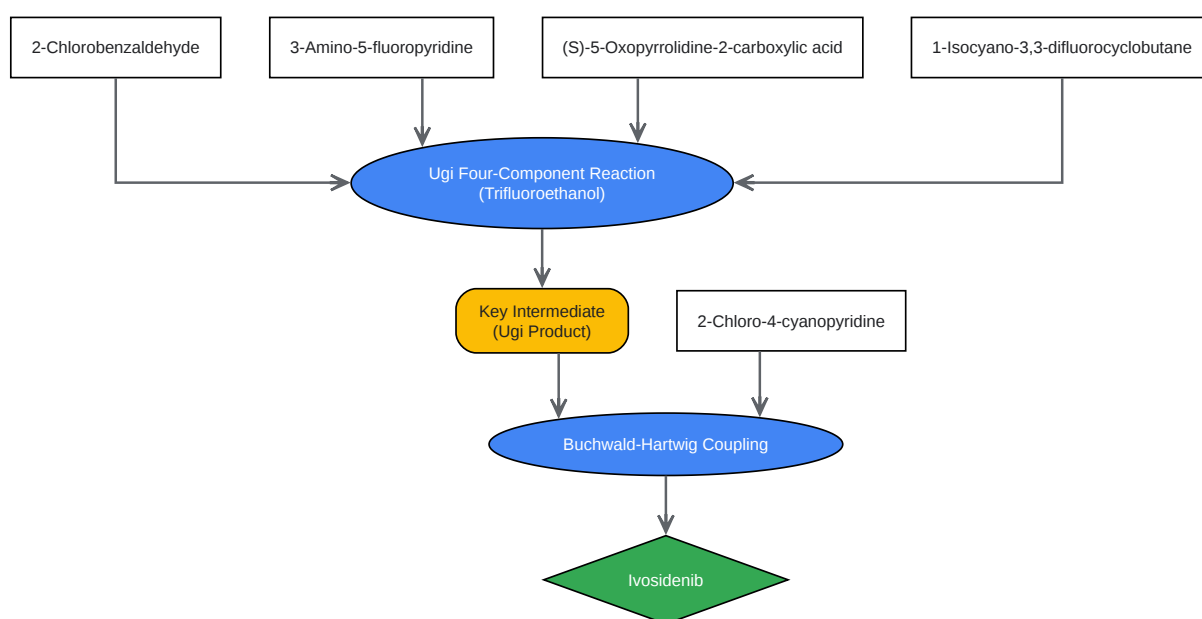 2-Chlorobenzaldehyde
3-Amino-5-fluoropyridine
(S)-5-Oxopyrrolidine-2-carboxylic acid
1-Isocyano-3,3-difluorocyclobutane
Ugi Four-Component Reaction
(Trifluoroethanol)
Key Intermediate
(Ugi Product)
2-Chloro-4-cyanopyridine
Buchwald-Hartwig Coupling
Ivosidenib